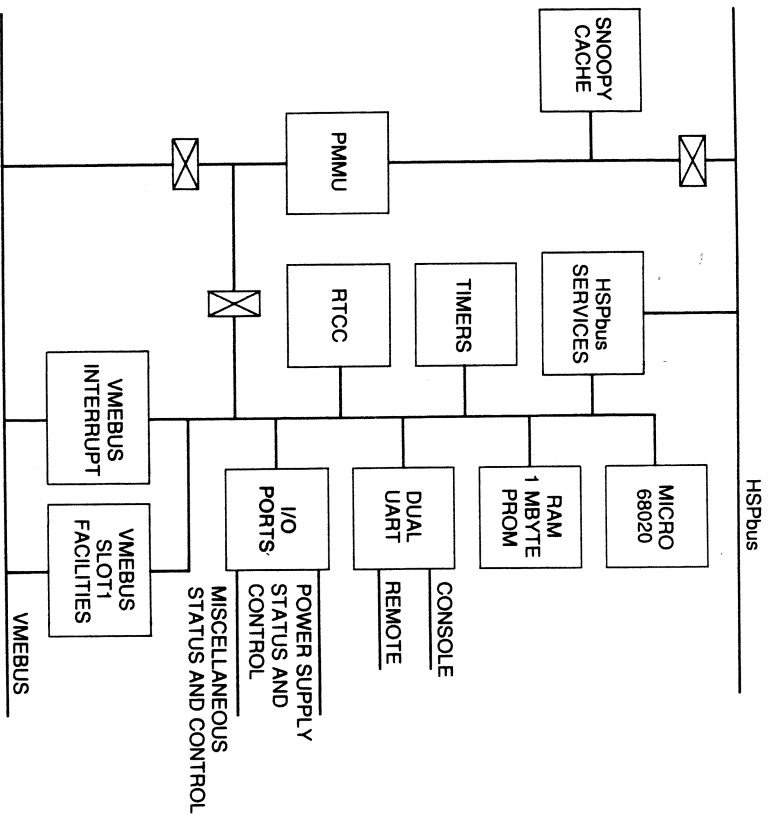 HSPbus
SNOOPY
CACHE
PMMU
HSPbus
SERVICES
TIMERS
RTCC
VMEBUS
INTERRUPT
MICRO
68020
RAM
1 MBYTE
PROM
DUAL
UART
I/O
PORTS
VMEBUS
SLOT1
FACILITIES
CONSOLE
REMOTE
POWER SUPPLY
STATUS AND
CONTROL
MISCELLANEOUS
STATUS AND CONTROL
VMEBUS